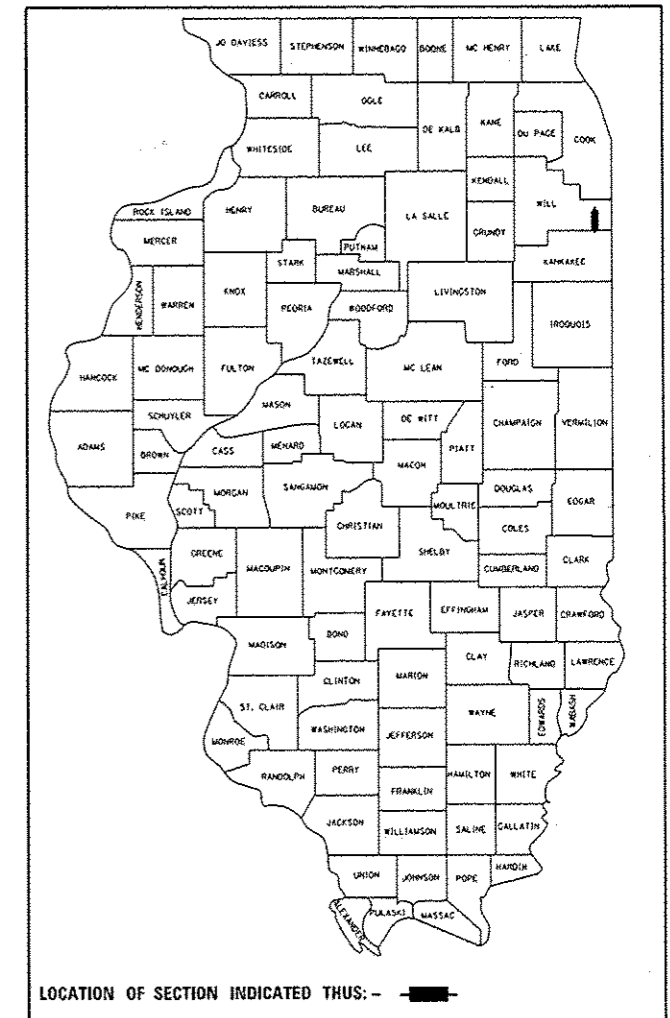 JO DAVIESS STEPHENSON WINNEBAGO BOONE MC HENRY LAKE
CARROLL OGLE DE KALB KANE DU PAGE COOK
WHITESIDE LEE KENDALL WILL
ROCK ISLAND HENRY BUREAU LA SALLE GRUNDY
MERCER PUTNAM KANKAKEE
STARK MARSHALL
HENDERSON WARREN KNOX PEORIA WOODFORD LIVINGSTON IROQUOIS
HANCOCK MC DONOUGH FULTON TAZEWELL MC LEAN FORD
SCHUYLER MASON LOGAN DE WITT CHAMPAIGN VERMILION
ADAMS BROWN CASS MENARD MACON PIATT
MORGAN SANGAMON DOUGLAS EDGAR
PIKE SCOTT CHRISTIAN MOULTRIE COLES
GREENE MACOUPIN MONTGOMERY SHELBY CUMBERLAND CLARK
CALHOUN JERSEY FAYETTE EFFINGHAM JASPER CRAWFORD
MADISON BOND CLAY RICHLAND LAWRENCE
CLINTON MARION
ST. CLAIR WASHINGTON JEFFERSON WAYNE EDWARDS WABASH
MONROE
RANDOLPH PERRY FRANKLIN HAMILTON WHITE
JACKSON WILLIAMSON SALINE GALLATIN
UNION JOHNSON POPE HARDIN
ALEXANDER PULASKI MASSAC
LOCATION OF SECTION INDICATED THUS: -